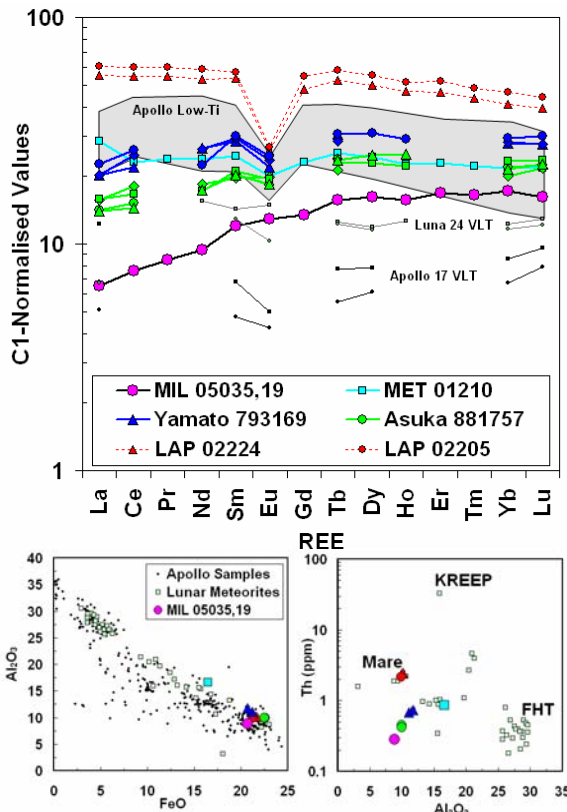 100
Apollo Low-Ti
C1-Normalised Values
10
Luna 24 VLT
Apollo 17 VLT
MIL 05035,19
MET 01210
Yamato 793169
Asuka 881757
LAP 02224
LAP 02205
1
La Ce Pr Nd Sm Eu Gd Tb Dy Ho Er Tm Yb Lu
REE
40
35
30
25
20
15
10
5
0
Al₂O₃
Apollo Samples
Lunar Meteorites
MIL 05035,19
0 5 10 15 20 25
FeO
100
10
1
0.1
Th (ppm)
KREEP
Mare
FHT
0 5 10 15 20 25 30 35
Al₂O₃